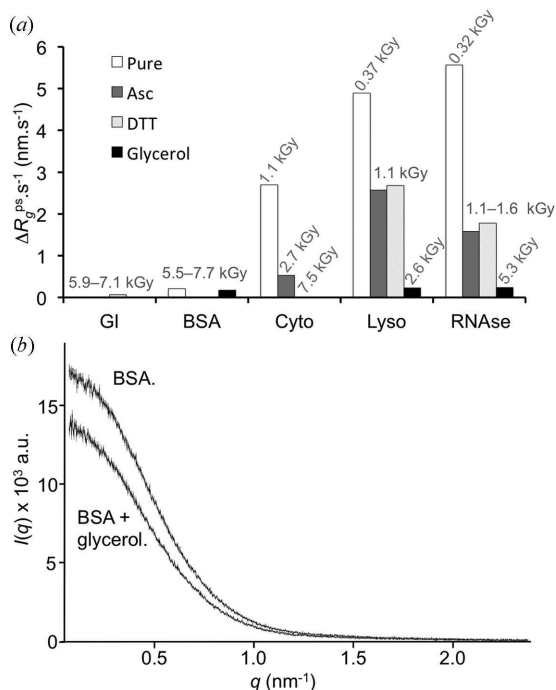 (a)
ΔRg^ps.s⁻¹ (nm.s⁻¹)
6
5
4
3
2
1
0
Pure
Asc
DTT
Glycerol
5.9–7.1 kGy
5.5–7.7 kGy
1.1 kGy
2.7 kGy
7.5 kGy
0.37 kGy
1.1 kGy
2.6 kGy
0.32 kGy
1.1–1.6 kGy
5.3 kGy
GI BSA Cyto Lyso RNAse
(b)
I(q) x 10³ a.u.
15
10
5
0
BSA.
BSA +
glycerol.
0.5 1.0 1.5 2.0
q (nm⁻¹)